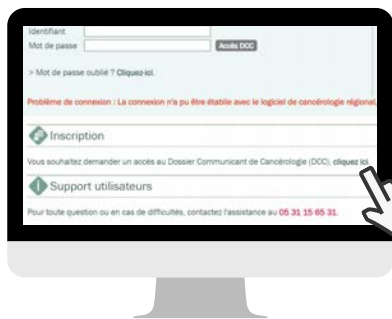 Identifiant
Mot de passe
Accès DCC
> Mot de passe oublié ? Cliquez-ici.
Problème de connexion : La connexion n'a pu être établie avec le logiciel de cancérologie régional.
Inscription
Vous souhaitez demander un accès au Dossier Communicant de Cancérologie (DCC), cliquez ici
Support utilisateurs
Pour toute question ou en cas de difficultés, contactez l'assistance au 05 31 15 65 31.